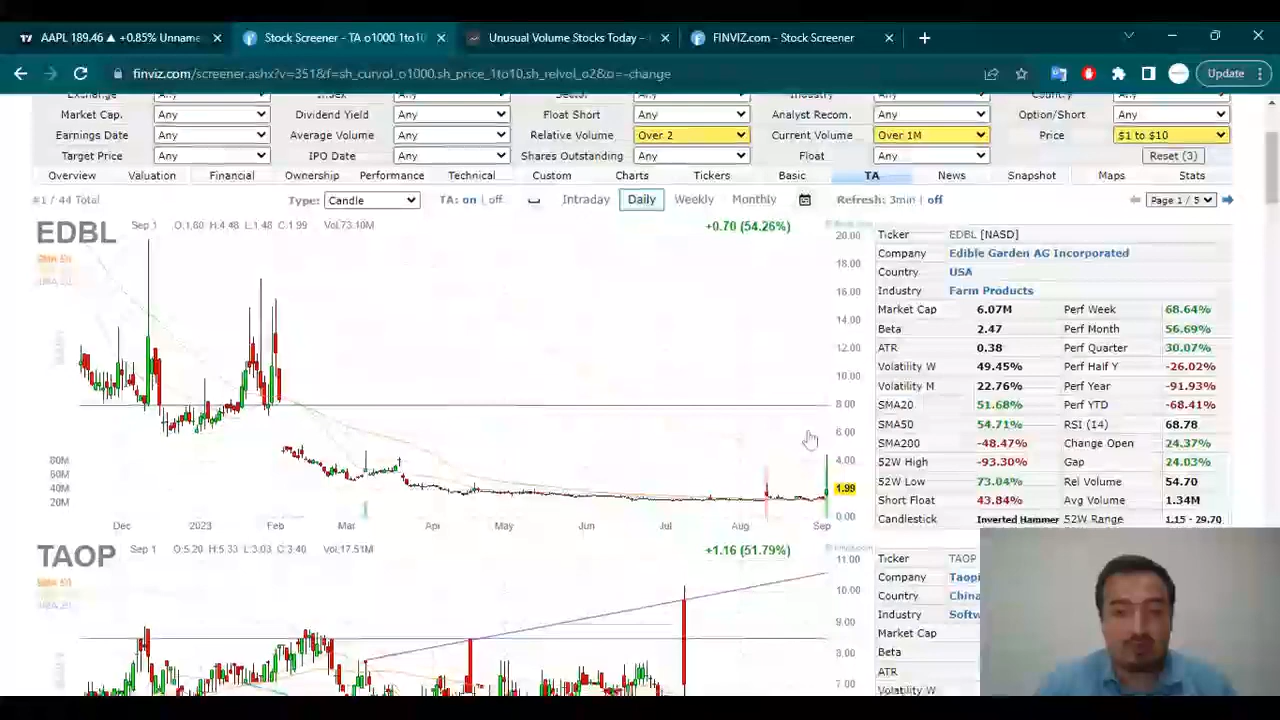 AAPL 189.46 ▲ +0.85% Unname
Stock Screener - TA o1000 1to10
Unusual Volume Stocks Today -
FINVIZ.com - Stock Screener
finviz.com/screener.ashx?v=351&f=sh_curvol_o1000,sh_price_1to10,sh_relvol_o2&o=-change
Update
Exchange Any Index Any Sector Any Industry Any Country Any
Market Cap. Any Dividend Yield Any Float Short Any Analyst Recom. Any Option/Short Any
Earnings Date Any Average Volume Any Relative Volume Over 2 Current Volume Over 1M Price $1 to $10
Target Price Any IPO Date Any Shares Outstanding Any Float Any Reset (3)
Overview Valuation Financial Ownership Performance Technical Custom Charts Tickers Basic TA News Snapshot Maps Stats
#1 / 44 Total Type: Candle TA: on | off Intraday Daily Weekly Monthly Refresh: 3min | off Page 1 / 5
EDBL Sep 1 O:1.60 H:4.48 L:1.48 C:1.99 Vol:73.10M +0.70 (54.26%)
20.00
18.00
16.00
14.00
12.00
10.00
8.00
6.00
4.00
1.99
0.00
80M
60M
40M
20M
Dec 2023 Feb Mar Apr May Jun Jul Aug Sep
Ticker EDBL [NASD]
Company Edible Garden AG Incorporated
Country USA
Industry Farm Products
Market Cap 6.07M Perf Week 68.64%
Beta 2.47 Perf Month 56.69%
ATR 0.38 Perf Quarter 30.07%
Volatility W 49.45% Perf Half Y -26.02%
Volatility M 22.76% Perf Year -91.93%
SMA20 51.68% Perf YTD -68.41%
SMA50 54.71% RSI (14) 68.78
SMA200 -48.47% Change Open 24.37%
52W High -93.30% Gap 24.03%
52W Low 73.04% Rel Volume 54.70
Short Float 43.84% Avg Volume 1.34M
Candlestick Inverted Hammer 52W Range 1.15 - 29.70
TAOP Sep 1 O:5.20 H:5.33 L:3.03 C:3.40 Vol:17.51M +1.16 (51.79%)
11.00
10.00
9.00
8.00
7.00
Ticker TAOP
Company Taopi
Country China
Industry Softw
Market Cap
Beta
ATR
Volatility W